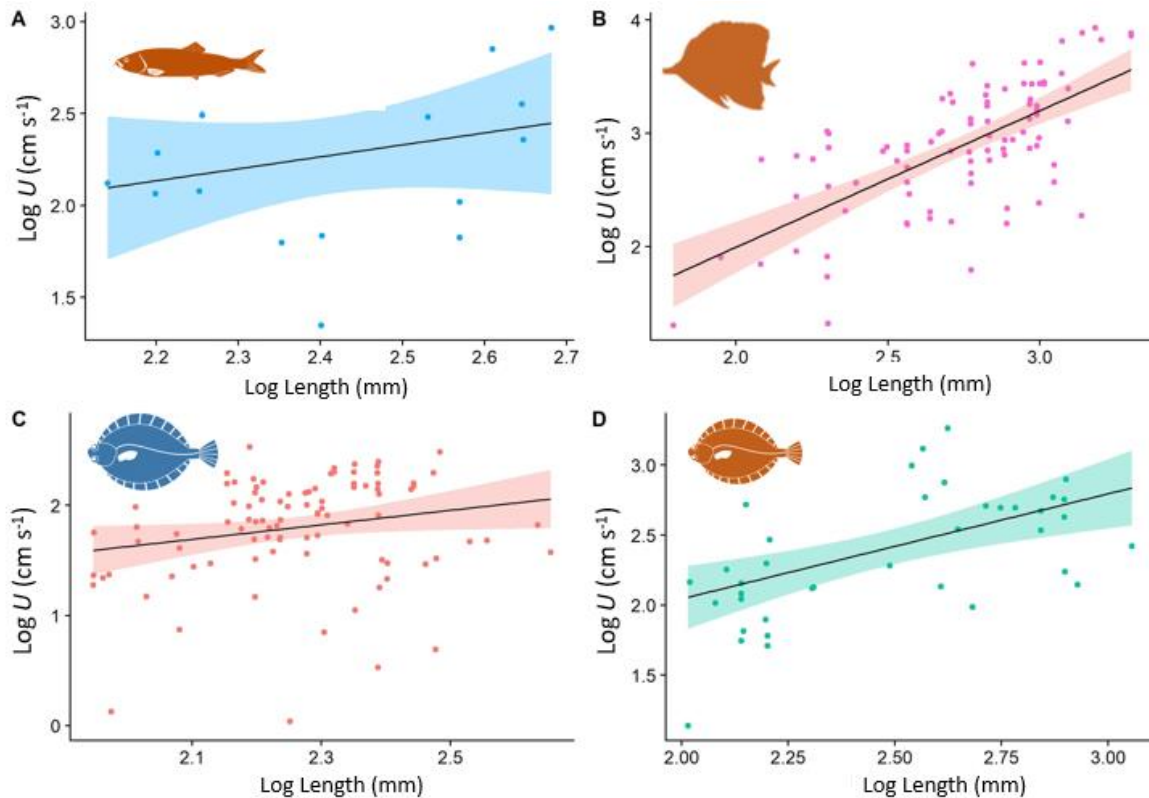 A
3.0
2.5
2.0
1.5
Log U (cm s⁻¹)
2.2 2.3 2.4 2.5 2.6 2.7
Log Length (mm)
B
4
3
2
Log U (cm s⁻¹)
2.0 2.5 3.0
Log Length (mm)
C
2
1
0
Log U (cm s⁻¹)
2.1 2.3 2.5
Log Length (mm)
D
3.0
2.5
2.0
1.5
Log U (cm s⁻¹)
2.00 2.25 2.50 2.75 3.00
Log Length (mm)